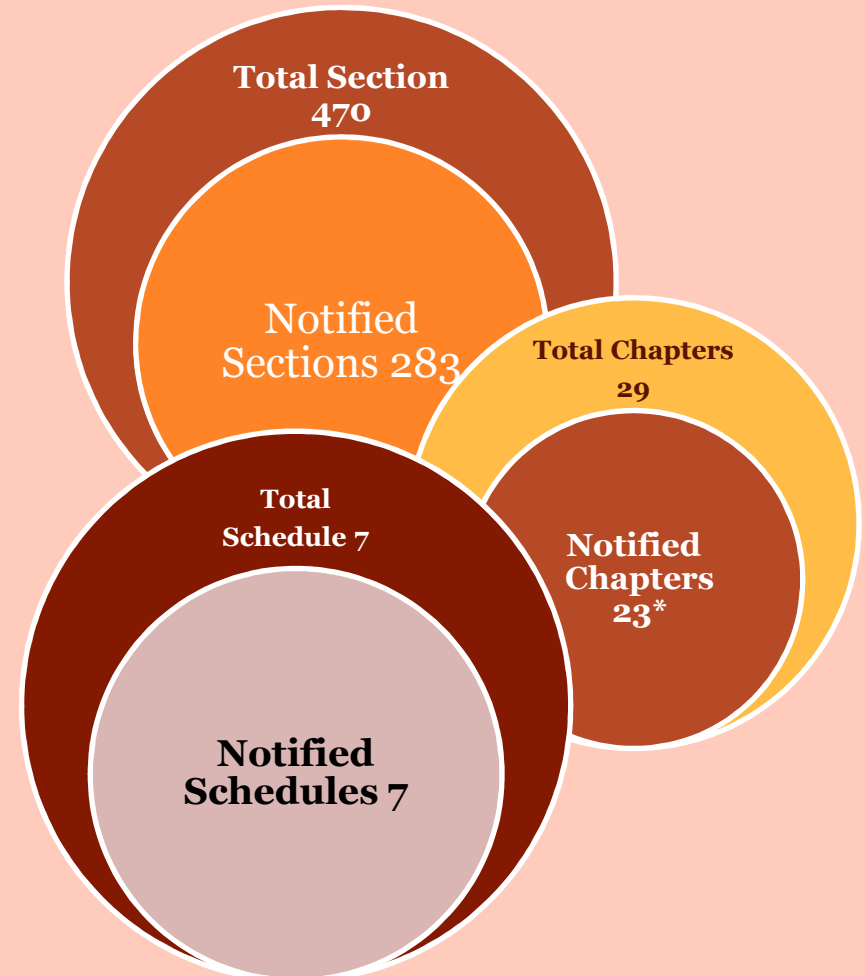 Total Section
470
Notified
Sections 283
Total Chapters
29
Total
Schedule 7
Notified
Chapters
23*
Notified
Schedules 7